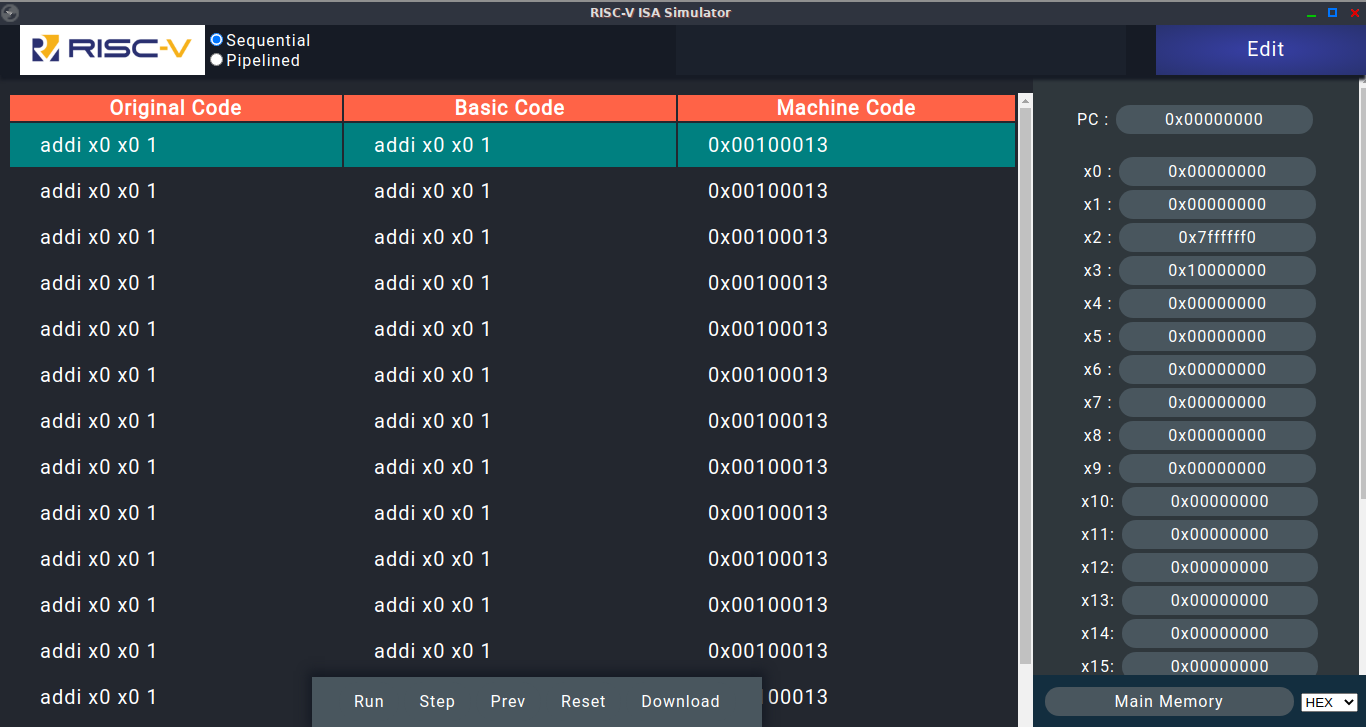 RISC-V ISA Simulator
RISC-V
Sequential
Pipelined
Edit
Original Code Basic Code Machine Code
addi x0 x0 1 addi x0 x0 1 0x00100013
addi x0 x0 1 addi x0 x0 1 0x00100013
addi x0 x0 1 addi x0 x0 1 0x00100013
addi x0 x0 1 addi x0 x0 1 0x00100013
addi x0 x0 1 addi x0 x0 1 0x00100013
addi x0 x0 1 addi x0 x0 1 0x00100013
addi x0 x0 1 addi x0 x0 1 0x00100013
addi x0 x0 1 addi x0 x0 1 0x00100013
addi x0 x0 1 addi x0 x0 1 0x00100013
addi x0 x0 1 addi x0 x0 1 0x00100013
addi x0 x0 1 addi x0 x0 1 0x00100013
addi x0 x0 1 addi x0 x0 1 0x00100013
addi x0 x0 1
Run Step Prev Reset Download
PC : 0x00000000
x0 : 0x00000000
x1 : 0x00000000
x2 : 0x7ffffff0
x3 : 0x10000000
x4 : 0x00000000
x5 : 0x00000000
x6 : 0x00000000
x7 : 0x00000000
x8 : 0x00000000
x9 : 0x00000000
x10: 0x00000000
x11: 0x00000000
x12: 0x00000000
x13: 0x00000000
x14: 0x00000000
x15: 0x00000000
Main Memory HEX